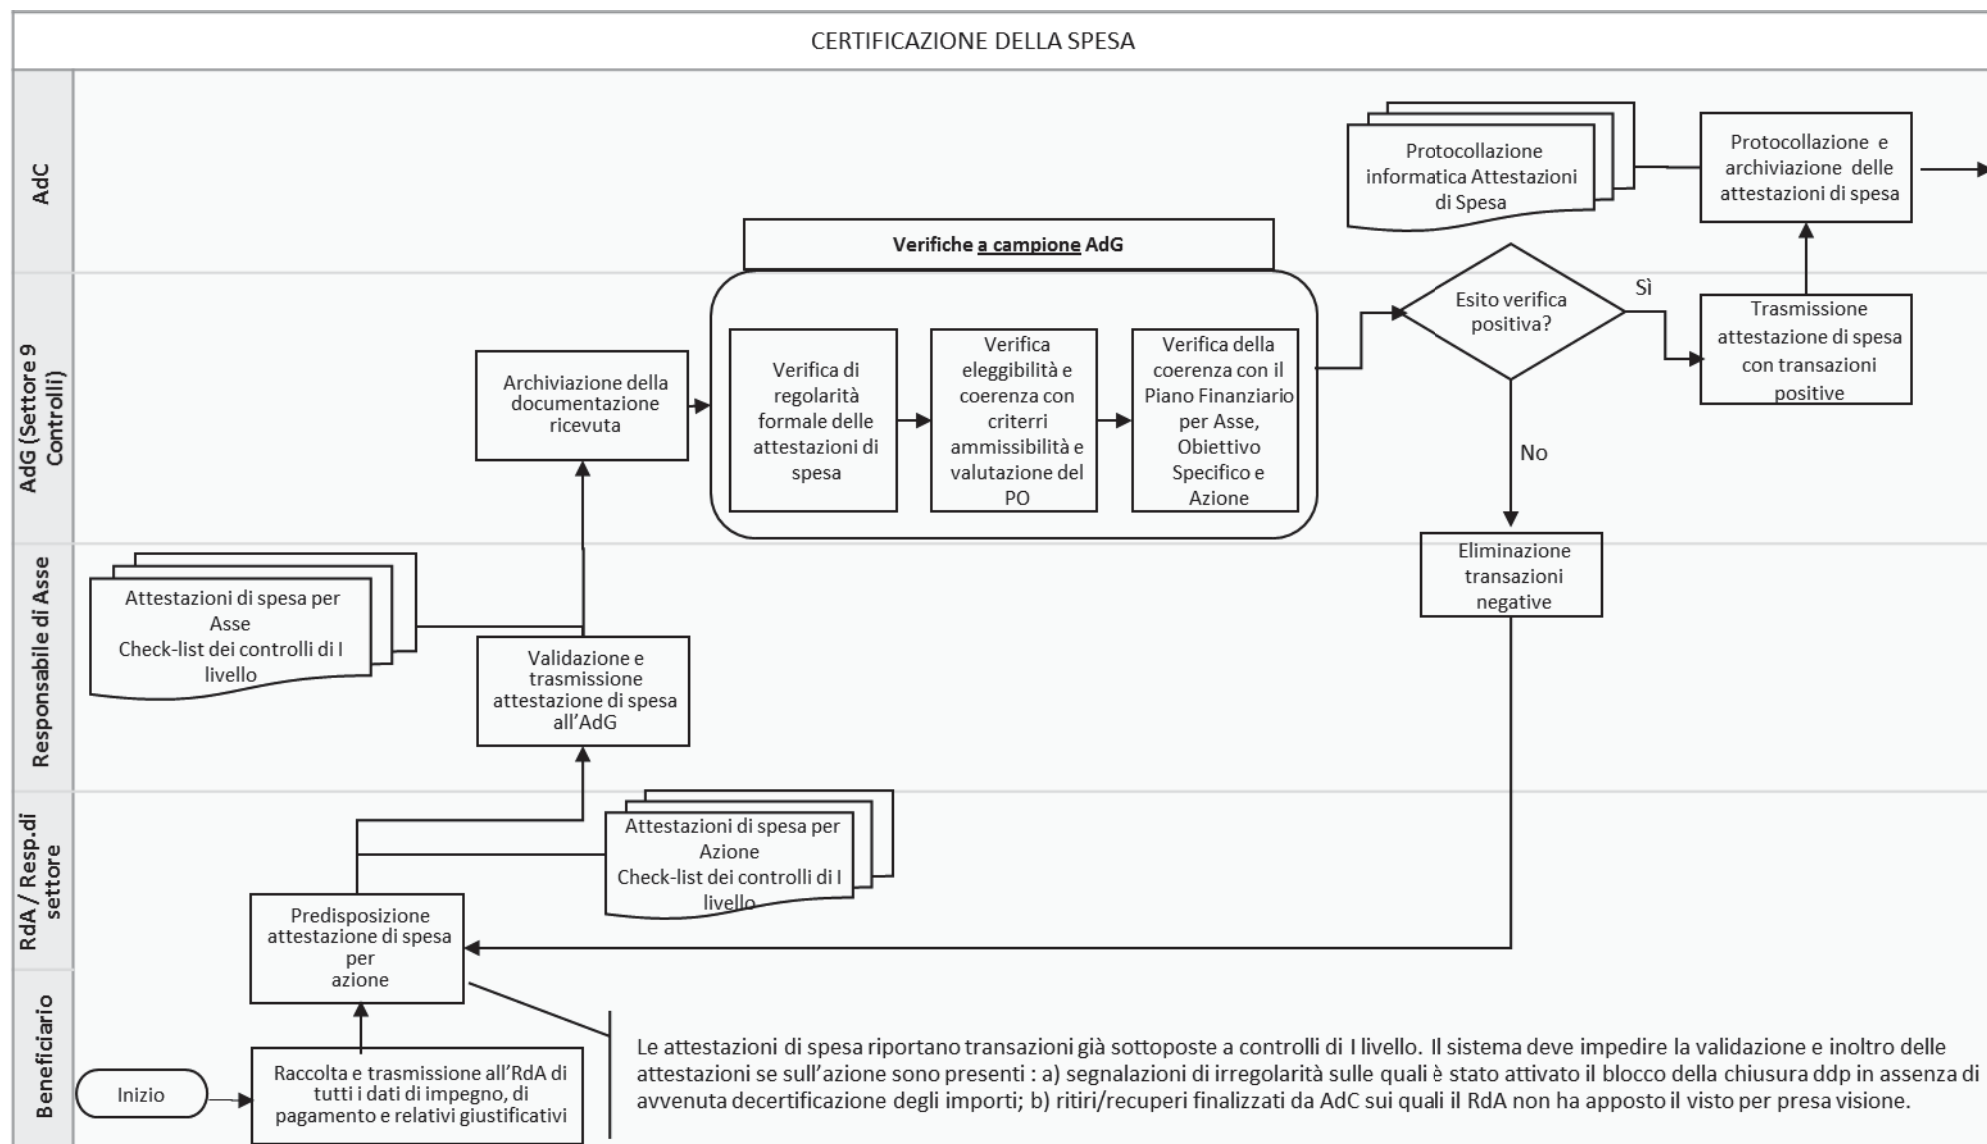 CERTIFICAZIONE DELLA SPESA
AdC
Protocollazione
informatica Attestazioni
di Spesa
Protocollazione e
archiviazione delle
attestazioni di spesa
Verifiche a campione AdG
AdG (Settore 9
Controlli)
Archiviazione della
documentazione
ricevuta
Verifica di
regolarità
formale delle
attestazioni di
spesa
Verifica
eleggibilità e
coerenza con
criterri
ammissibilità e
valutazione del
PO
Verifica della
coerenza con il
Piano Finanziario
per Asse,
Obiettivo
Specifico e
Azione
Esito verifica
positiva?
Sì
No
Trasmissione
attestazione di spesa
con transazioni
positive
Responsabile di Asse
Attestazioni di spesa per
Asse
Check-list dei controlli di I
livello
Validazione e
trasmissione
attestazione di spesa
all'AdG
Eliminazione
transazioni
negative
RdA / Resp.di
settore
Attestazioni di spesa per
Azione
Check-list dei controlli di I
livello
Predisposizione
attestazione di spesa
per
azione
Beneficiario
Inizio
Raccolta e trasmissione all'RdA di
tutti i dati di impegno, di
pagamento e relativi giustificativi
Le attestazioni di spesa riportano transazioni già sottoposte a controlli di I livello. Il sistema deve impedire la validazione e inoltro delle
attestazioni se sull'azione sono presenti : a) segnalazioni di irregolarità sulle quali è stato attivato il blocco della chiusura ddp in assenza di
avvenuta decertificazione degli importi; b) ritiri/recuperi finalizzati da AdC sui quali il RdA non ha apposto il visto per presa visione.